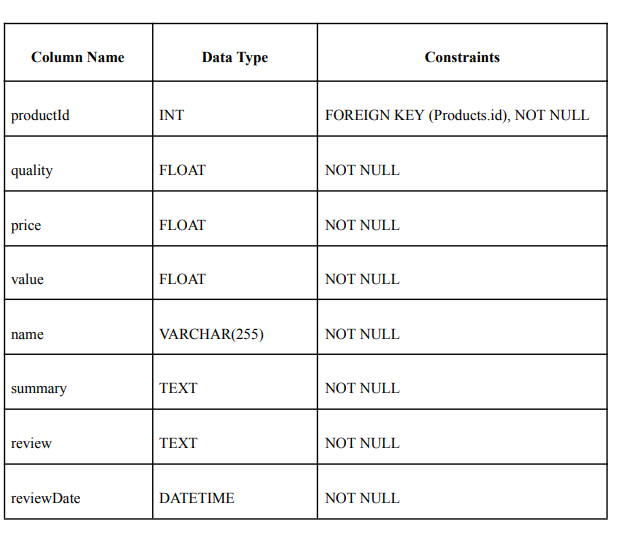 Column Name Data Type Constraints
productId INT FOREIGN KEY (Products.id), NOT NULL
quality FLOAT NOT NULL
price FLOAT NOT NULL
value FLOAT NOT NULL
name VARCHAR(255) NOT NULL
summary TEXT NOT NULL
review TEXT NOT NULL
reviewDate DATETIME NOT NULL